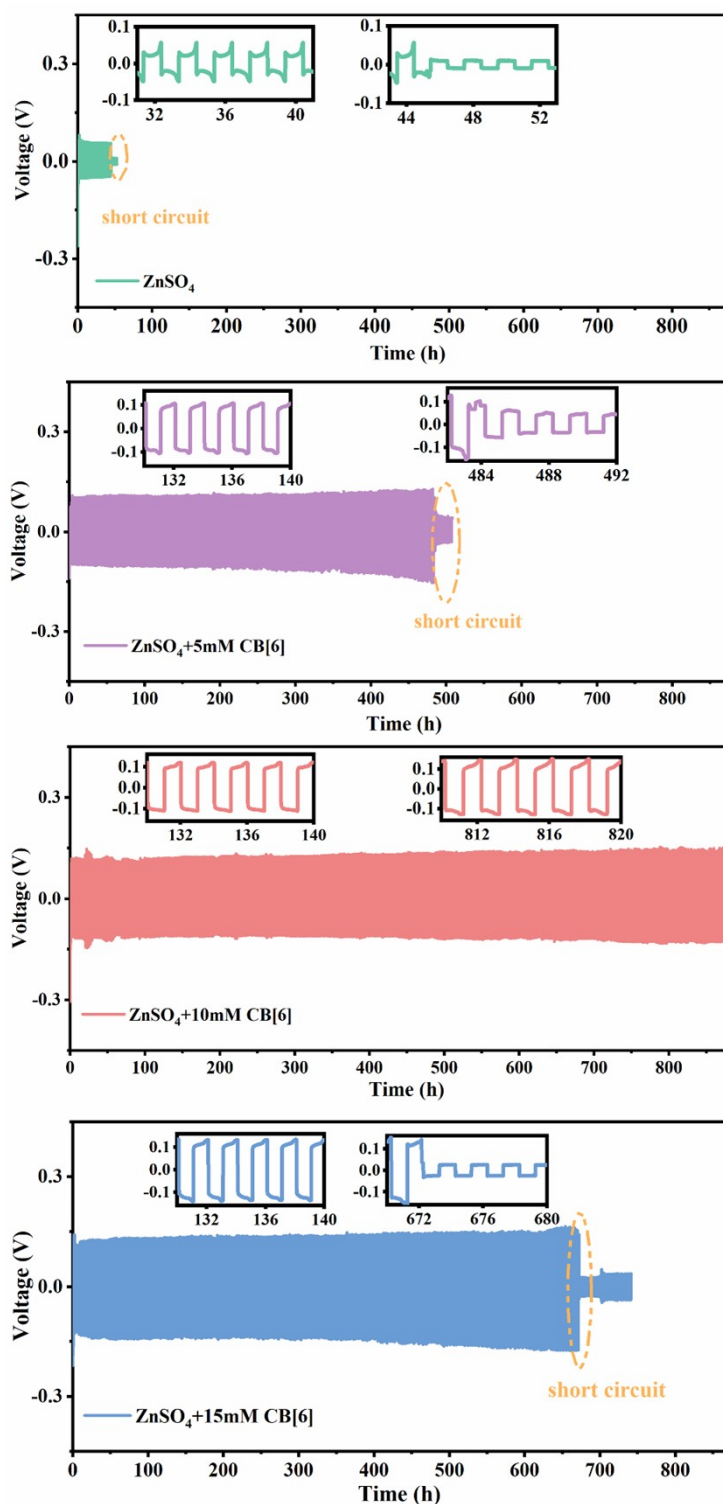 0.1
0.0
-0.1
32 36 40
0.1
0.0
-0.1
44 48 52
0.3
0.0
-0.3
Voltage (V)
short circuit
ZnSO4
0 100 200 300 400 500 600 700 800
Time (h)
0.1
0.0
-0.1
132 136 140
0.1
0.0
-0.1
484 488 492
0.3
0.0
-0.3
Voltage (V)
short circuit
ZnSO4+5mM CB[6]
0 100 200 300 400 500 600 700 800
Time (h)
0.1
0.0
-0.1
132 136 140
0.1
0.0
-0.1
812 816 820
0.3
0.0
-0.3
Voltage (V)
ZnSO4+10mM CB[6]
0 100 200 300 400 500 600 700 800
Time (h)
0.1
0.0
-0.1
132 136 140
0.1
0.0
-0.1
672 676 680
0.3
0.0
-0.3
Voltage (V)
short circuit
ZnSO4+15mM CB[6]
0 100 200 300 400 500 600 700 800
Time (h)